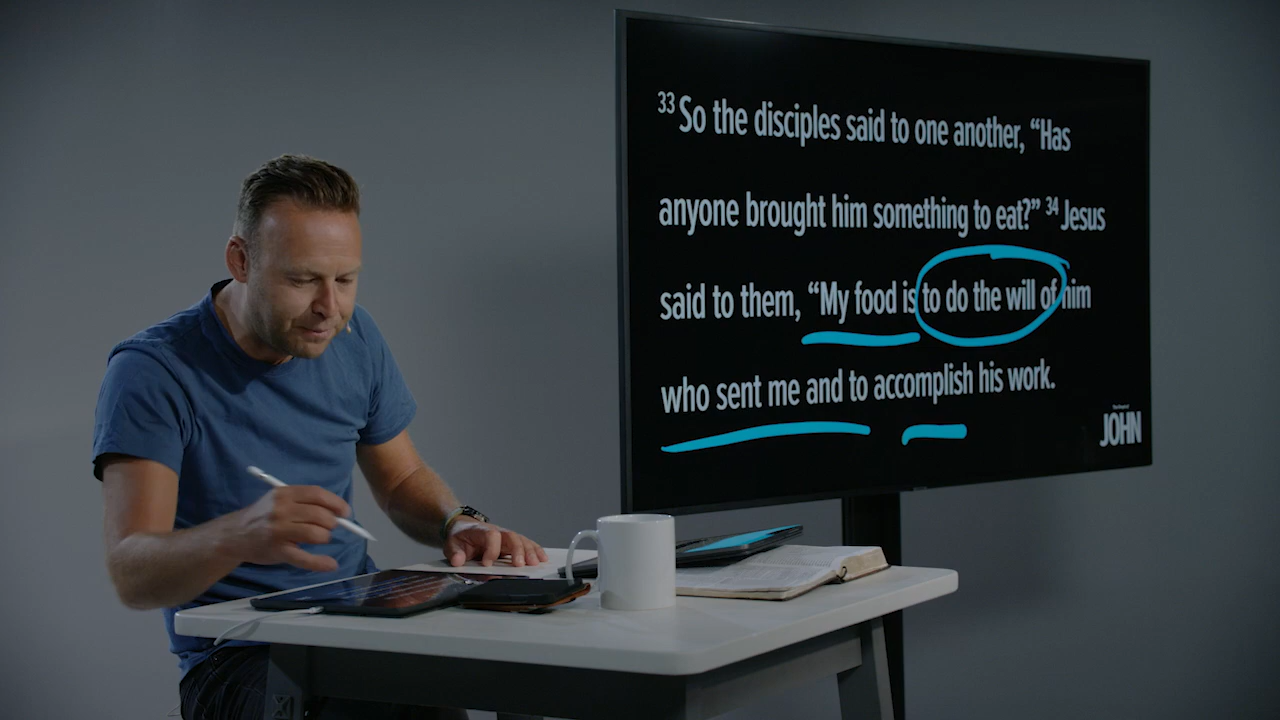 33 So the disciples said to one another, “Has
anyone brought him something to eat?” 34 Jesus
said to them, “My food is to do the will of him
who sent me and to accomplish his work.
JOHN